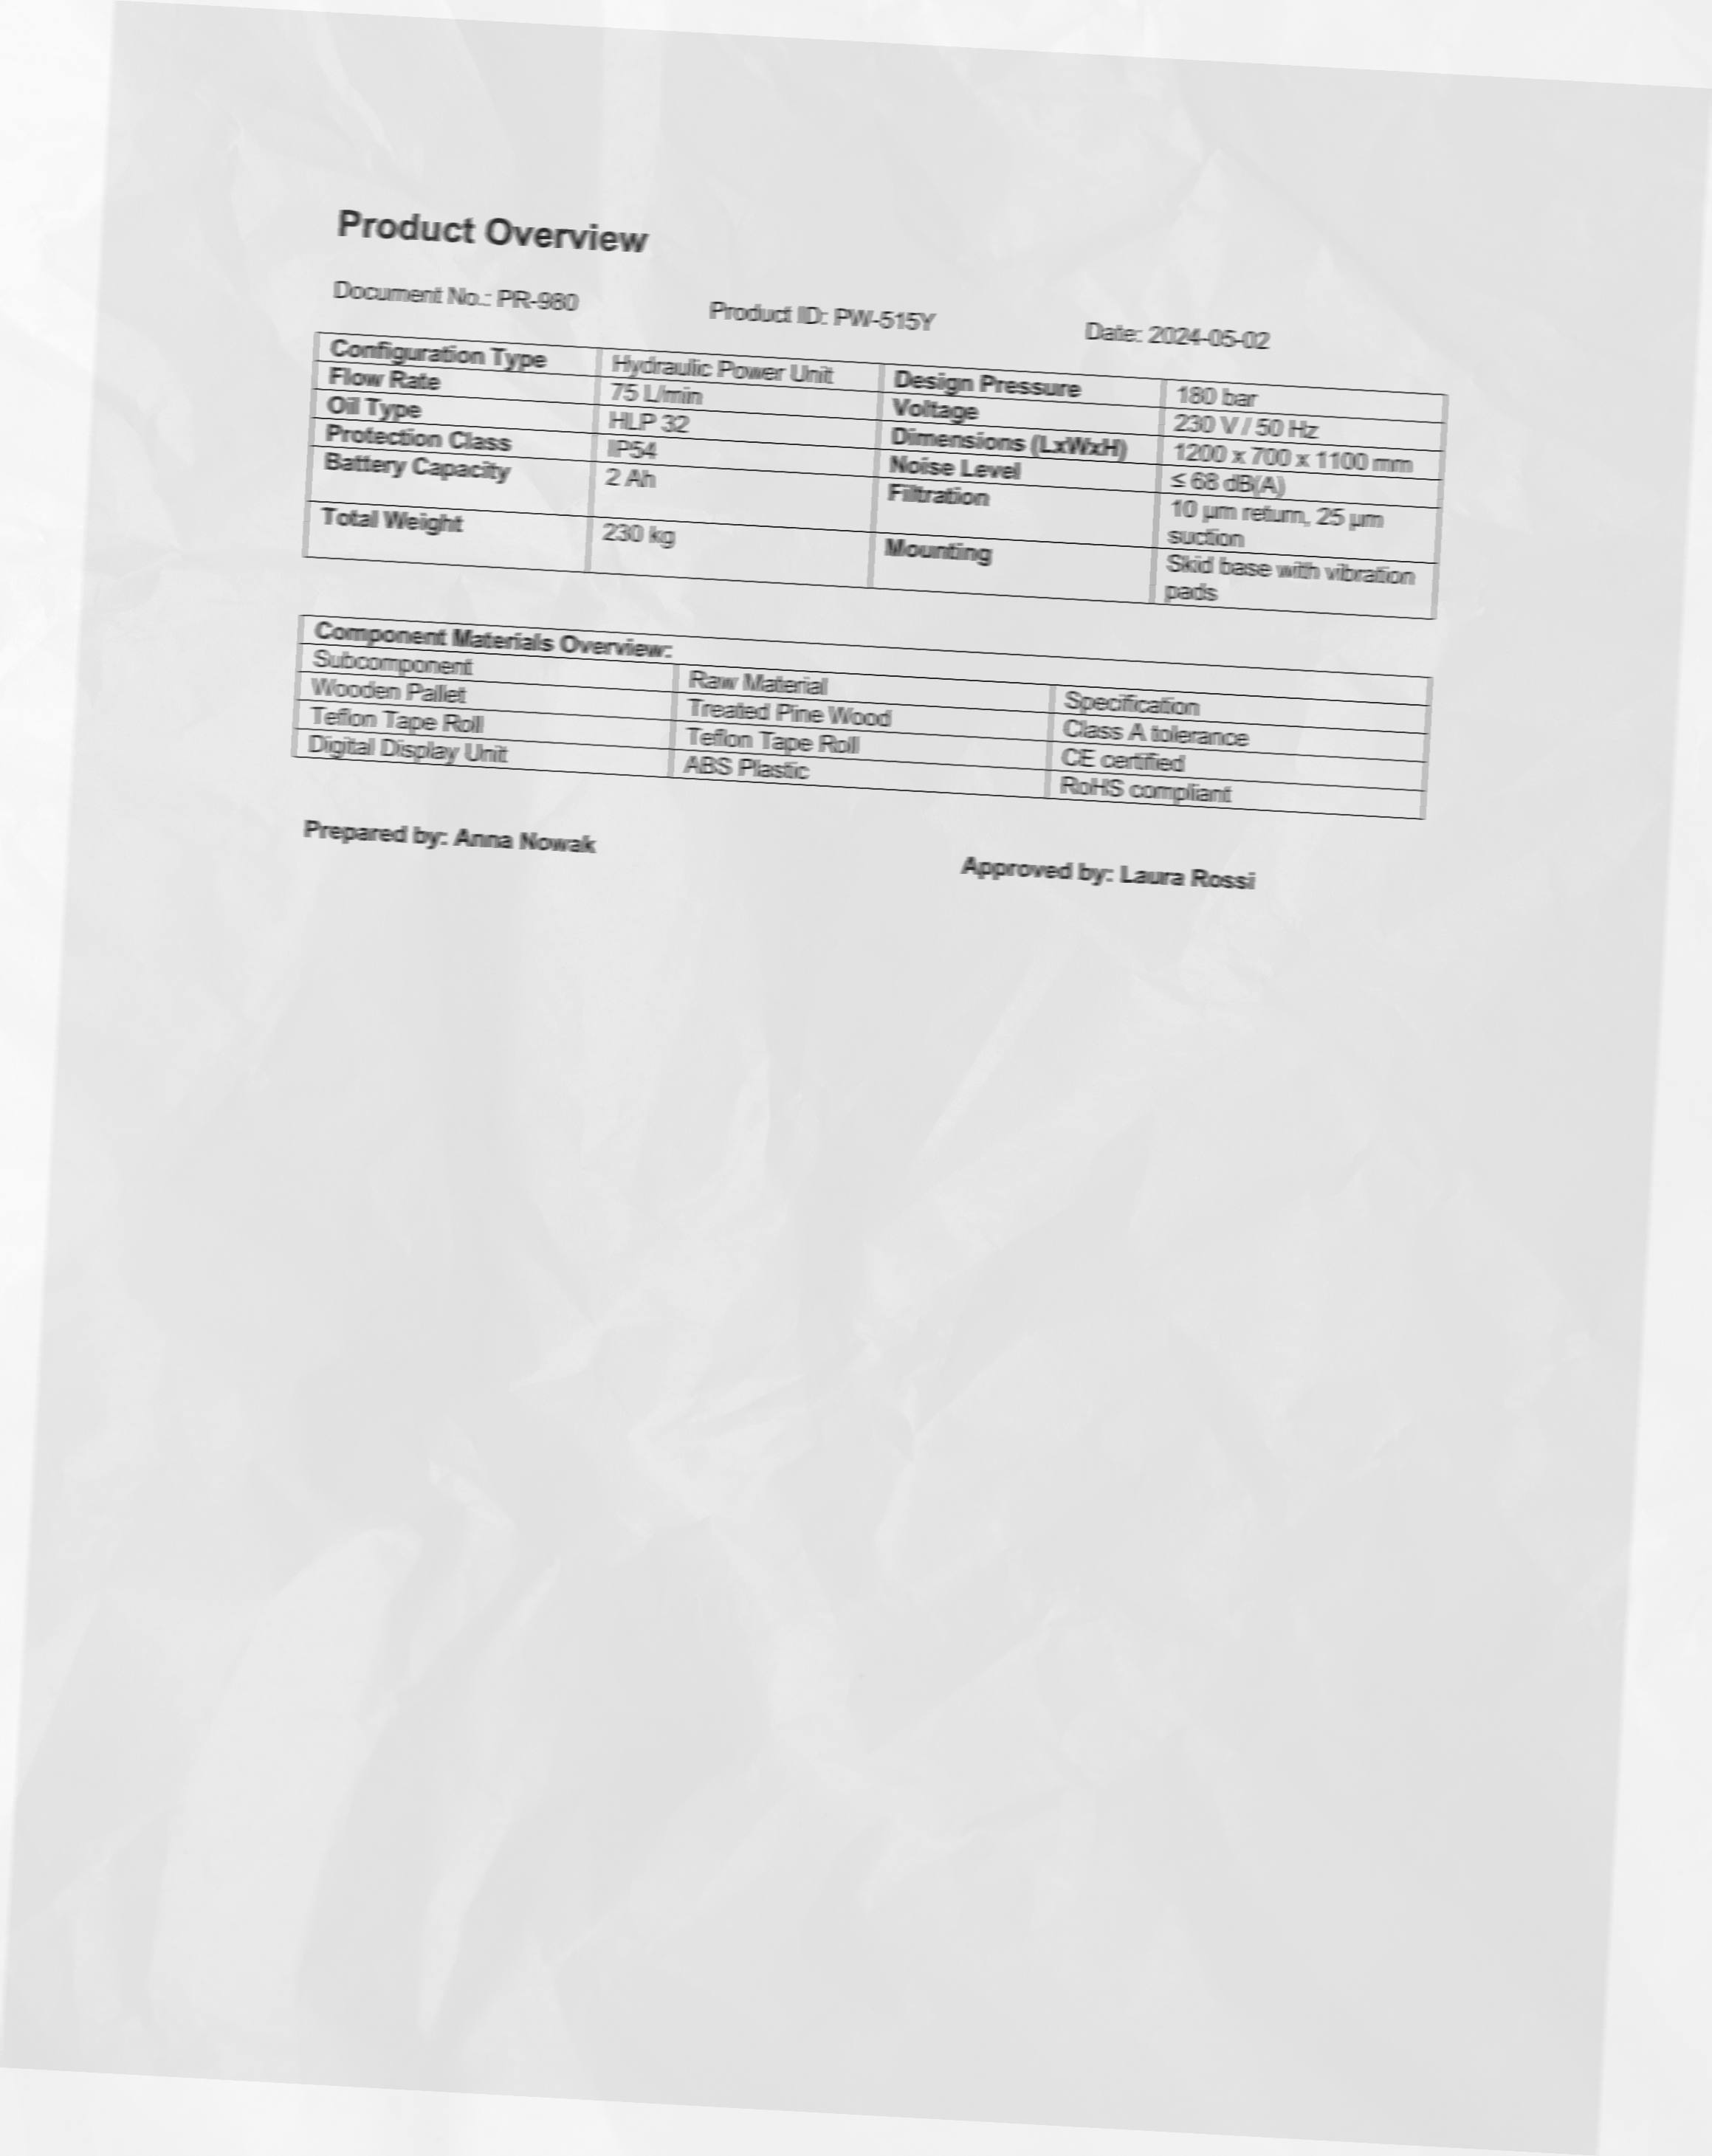 Product Overview
Document No.: PR-980 Product ID: PW-515Y Date: 2024-05-02
Configuration Type Hydraulic Power Unit Design Pressure 180 bar
Flow Rate 75 L/min Voltage 230 V / 50 Hz
Oil Type HLP 32 Dimensions (LxWxH) 1200 x 700 x 1100 mm
Protection Class IP54 Noise Level ≤ 68 dB(A)
Battery Capacity 2 Ah Filtration 10 µm return, 25 µm
suction
Total Weight 230 kg Mounting Skid base with vibration
pads
Component Materials Overview:
Subcomponent Raw Material Specification
Wooden Pallet Treated Pine Wood Class A tolerance
Teflon Tape Roll Teflon Tape Roll CE certified
Digital Display Unit ABS Plastic RoHS compliant
Prepared by: Anna Nowak Approved by: Laura Rossi